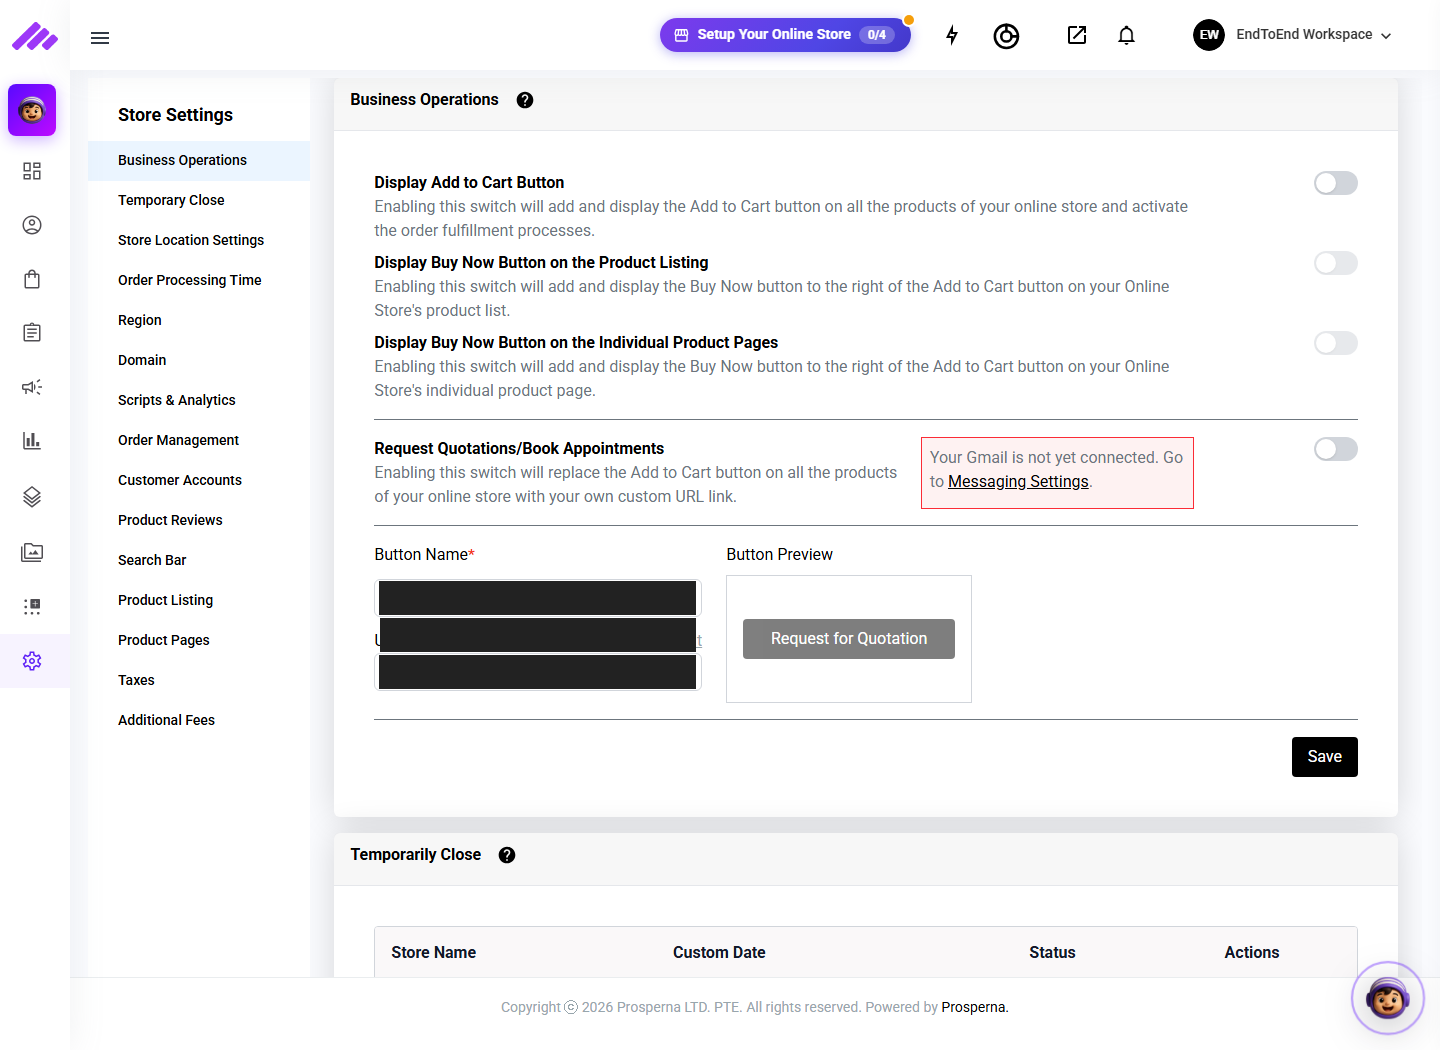 Setup Your Online Store 0/4
EW EndToEnd Workspace
Store Settings
Business Operations
Temporary Close
Store Location Settings
Order Processing Time
Region
Domain
Scripts & Analytics
Order Management
Customer Accounts
Product Reviews
Search Bar
Product Listing
Product Pages
Taxes
Additional Fees
Business Operations
Display Add to Cart Button
Enabling this switch will add and display the Add to Cart button on all the products of your online store and activate
the order fulfillment processes.
Display Buy Now Button on the Product Listing
Enabling this switch will add and display the Buy Now button to the right of the Add to Cart button on your Online
Store's product list.
Display Buy Now Button on the Individual Product Pages
Enabling this switch will add and display the Buy Now button to the right of the Add to Cart button on your Online
Store's individual product page.
Request Quotations/Book Appointments
Enabling this switch will replace the Add to Cart button on all the products
of your online store with your own custom URL link.
Your Gmail is not yet connected. Go
to Messaging Settings.
Button Name*
Button Preview
Request for Quotation
Save
Temporarily Close
Store Name Custom Date Status Actions
Copyright © 2026 Prosperna LTD. PTE. All rights reserved. Powered by Prosperna.